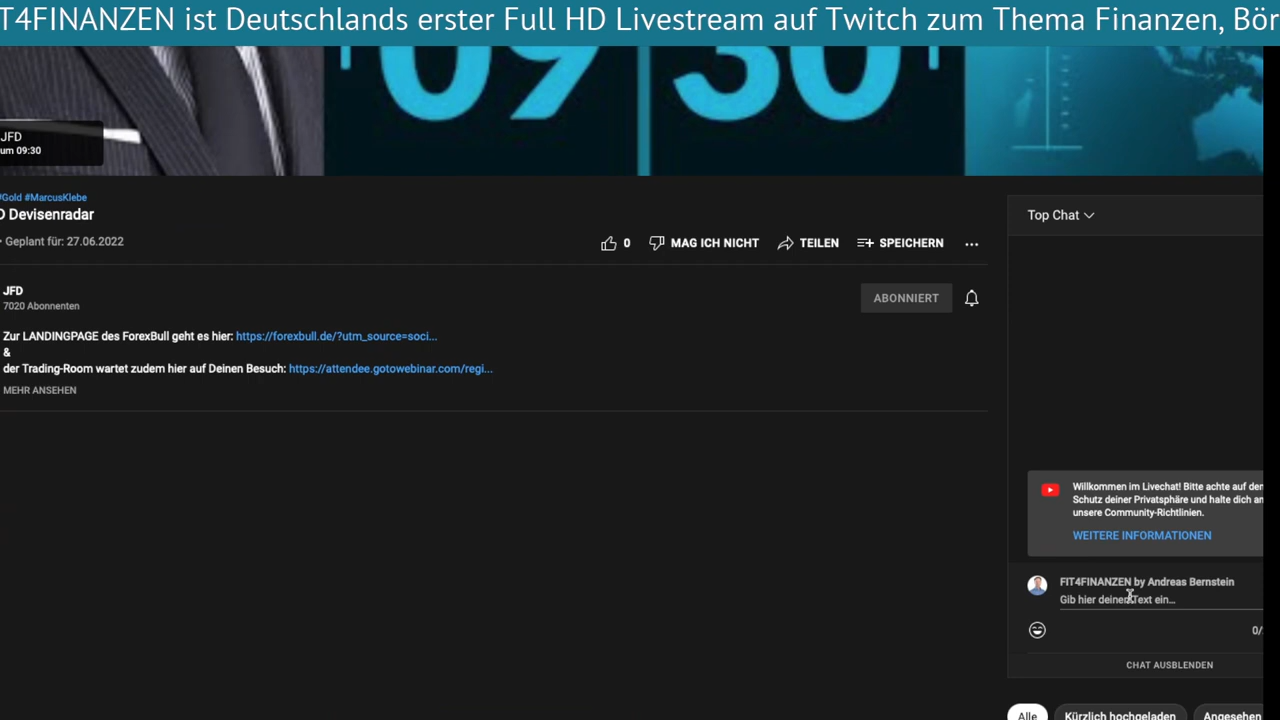 T4FINANZEN ist Deutschlands erster Full HD Livestream auf Twitch zum Thema Finanzen, Bör
09 30
JFD
um 09:30
#Gold #MarcusKlebe
D Devisenradar
• Geplant für: 27.06.2022
0 MAG ICH NICHT TEILEN SPEICHERN ...
JFD
7020 Abonnenten
ABONNIERT
Zur LANDINGPAGE des ForexBull geht es hier: https://forexbull.de/?utm_source=soci...
&
der Trading-Room wartet zudem hier auf Deinen Besuch: https://attendee.gotowebinar.com/regi...
MEHR ANSEHEN
Top Chat
Willkommen im Livechat! Bitte achte auf den
Schutz deiner Privatsphäre und halte dich an
unsere Community-Richtlinien.
WEITERE INFORMATIONEN
FIT4FINANZEN by Andreas Bernstein
Gib hier deinen Text ein...
0/
CHAT AUSBLENDEN
Alle Kürzlich hochgeladen Angesehen